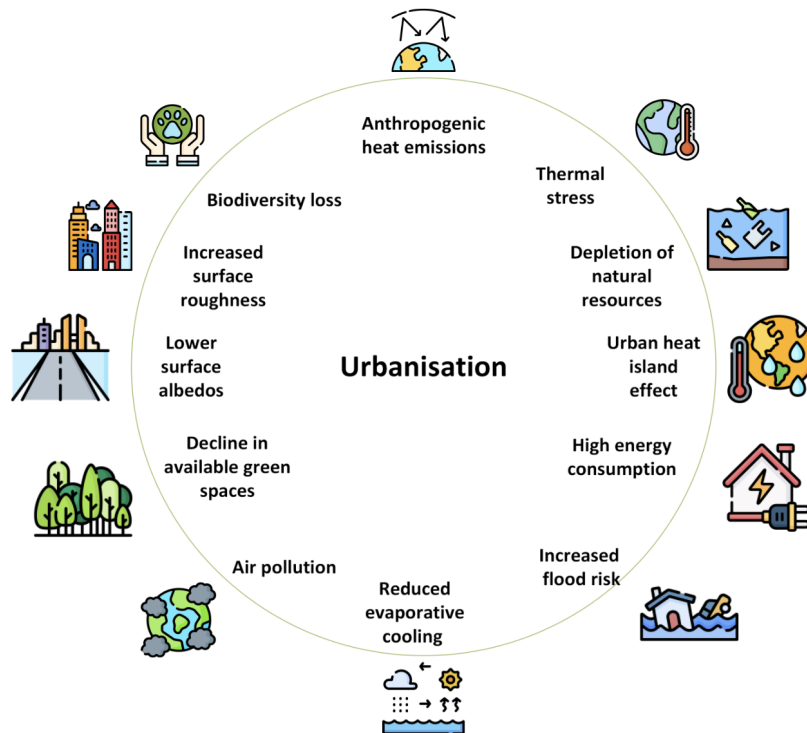 Anthropogenic
heat emissions
Thermal
stress
Depletion of
natural
resources
Urban heat
island
effect
High energy
consumption
Increased
flood risk
Reduced
evaporative
cooling
Air pollution
Decline in
available green
spaces
Lower
surface
albedos
Increased
surface
roughness
Biodiversity loss
Urbanisation